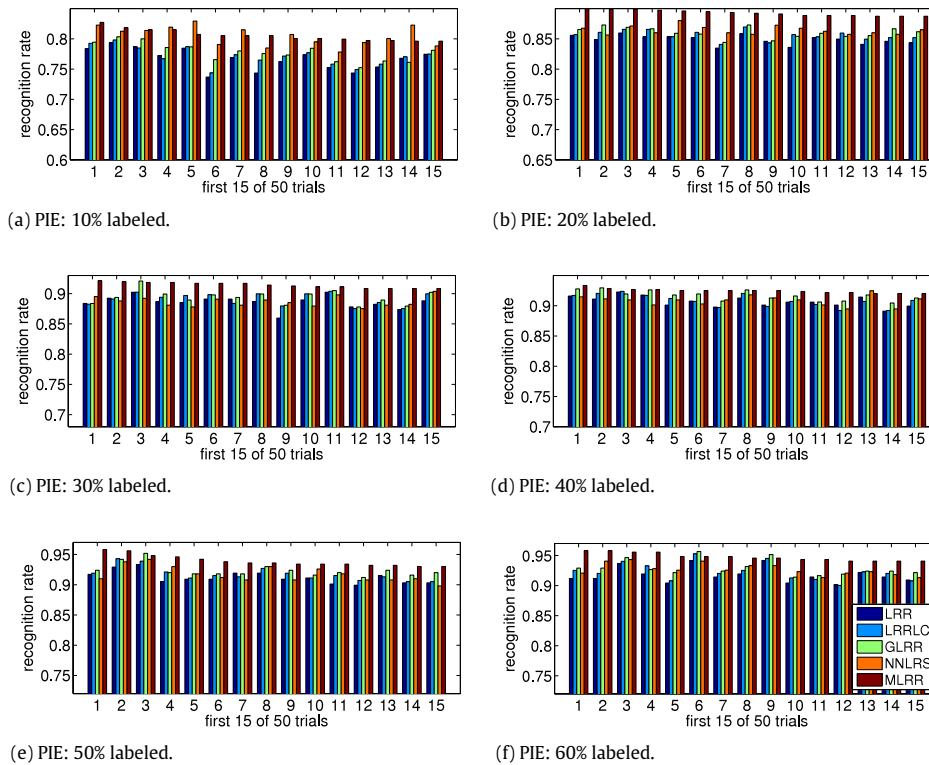 recognition rate
0.8
0.75
0.7
0.65
0.6
1 2 3 4 5 6 7 8 9 10 11 12 13 14 15
first 15 of 50 trials
(a) PIE: 10% labeled.
recognition rate
0.85
0.8
0.75
0.7
0.65
1 2 3 4 5 6 7 8 9 10 11 12 13 14 15
first 15 of 50 trials
(b) PIE: 20% labeled.
recognition rate
0.9
0.85
0.8
0.75
0.7
1 2 3 4 5 6 7 8 9 10 11 12 13 14 15
first 15 of 50 trials
(c) PIE: 30% labeled.
recognition rate
0.9
0.85
0.8
0.75
0.7
1 2 3 4 5 6 7 8 9 10 11 12 13 14 15
first 15 of 50 trials
(d) PIE: 40% labeled.
recognition rate
0.95
0.9
0.85
0.8
0.75
1 2 3 4 5 6 7 8 9 10 11 12 13 14 15
first 15 of 50 trials
(e) PIE: 50% labeled.
recognition rate
0.95
0.9
0.85
0.8
0.75
LRR
LRRLC
GLRR
NNLRS
MLRR
1 2 3 4 5 6 7 8 9 10 11 12 13 14 15
first 15 of 50 trials
(f) PIE: 60% labeled.